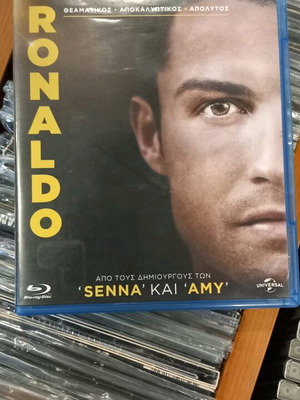 ΘΕΑΜΑΤΙΚΟΣ • ΑΠΟΚΑΛΥΠΤΙΚΟΣ • ΑΠΟΛΥΤΟΣ
RONALDO
ΑΠΟ ΤΟΥΣ ΔΗΜΙΟΥΡΓΟΥΣ ΤΩΝ
‘SENNA’ ΚΑΙ ‘AMY’
Blu-ray Disc
UNIVERSAL